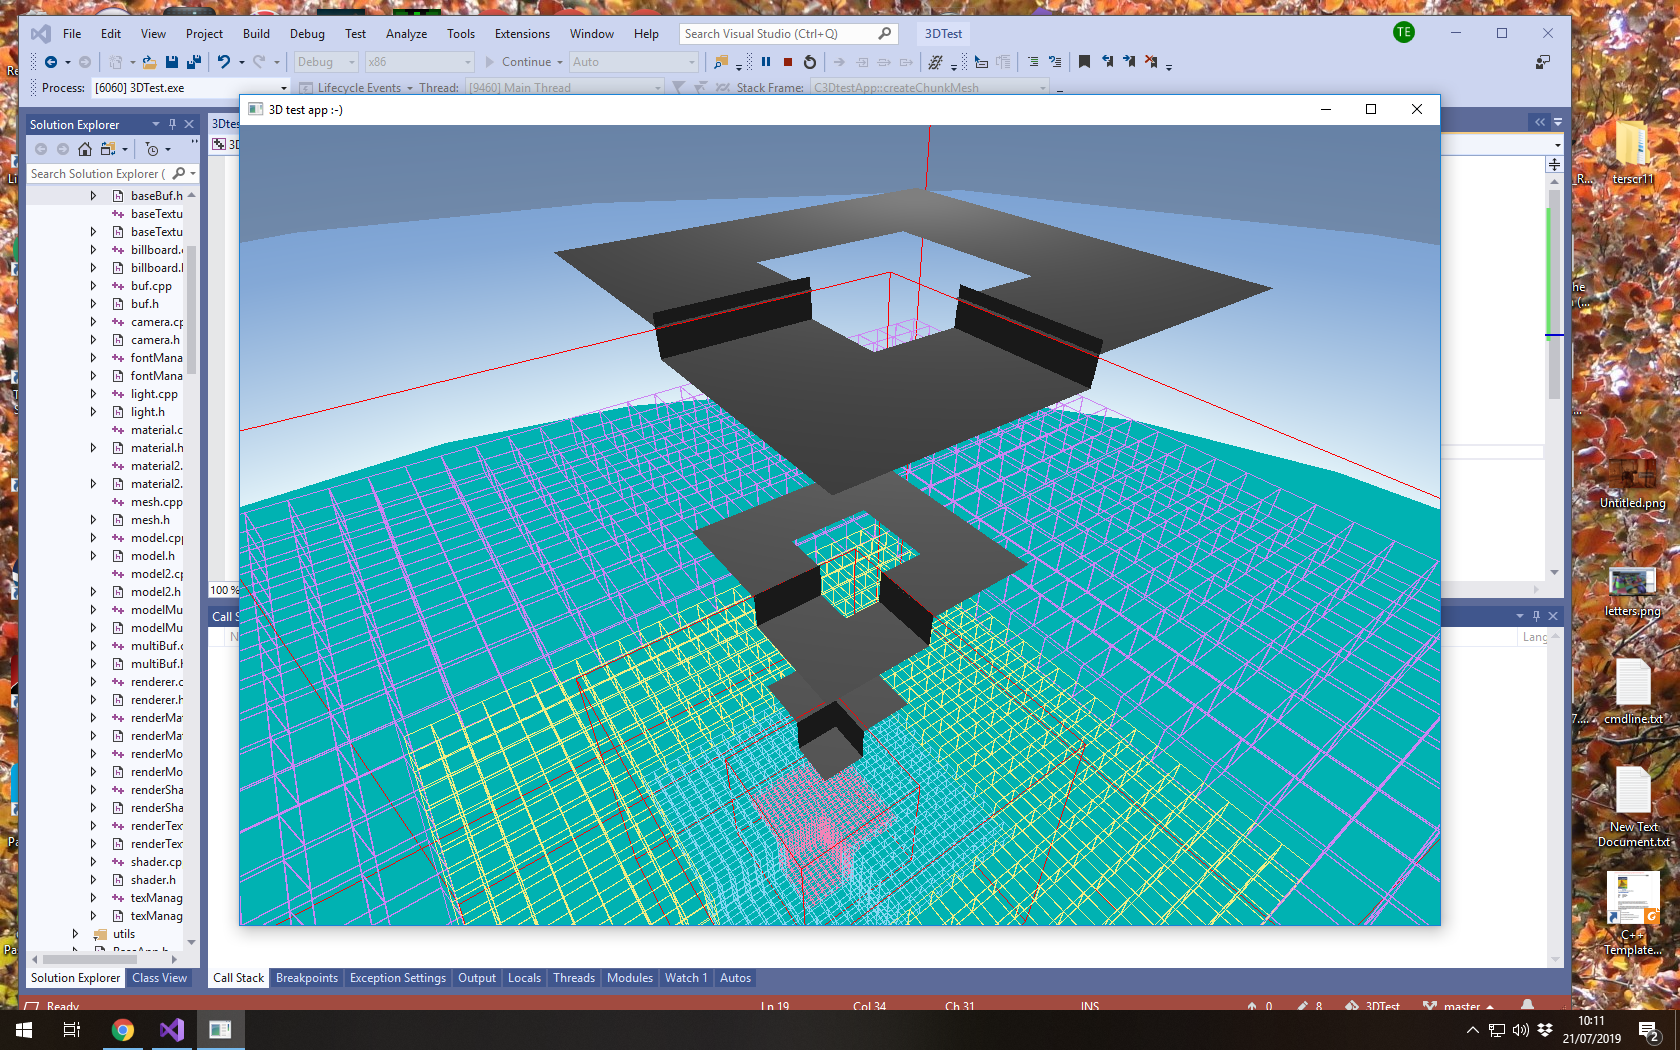 File Edit View Project Build Debug Test Analyze Tools Extensions Window Help Search Visual Studio (Ctrl+Q) 3DTest TE
Debug x86 Continue Auto
Process: [6060] 3DTest.exe Lifecycle Events Thread: [9460] Main Thread Stack Frame: C3DtestApp::createChunkMesh
3D test app :-)
Solution Explorer
3Dtes
3D
Search Solution Explorer (
baseBuf.h
baseTextu
baseTextu
billboard.c
billboard.h
buf.cpp
buf.h
camera.cp
camera.h
fontMana
fontMana
light.cpp
light.h
material.c
material.h
material2.
material2.
mesh.cpp
mesh.h
model.cpp
model.h
model2.cp
model2.h
modelMu
modelMu
multiBuf.c
multiBuf.h
renderer.c
renderer.h
renderMa
renderMa
renderMo
renderMo
renderSha
renderSha
renderTex
renderTex
shader.cp
shader.h
texManag
texManag
utils
BaseApp.h
100 %
Call S
N
Lang
Solution Explorer Class View Call Stack Breakpoints Exception Settings Output Locals Threads Modules Watch 1 Autos
Ready Ln 19 Col 34 Ch 31 INS 0 8 3DTest master
terscr11
Untitled.png
letters.png
cmdline.txt
New Text
Document.txt
C++
Template...
10:11
21/07/2019
2